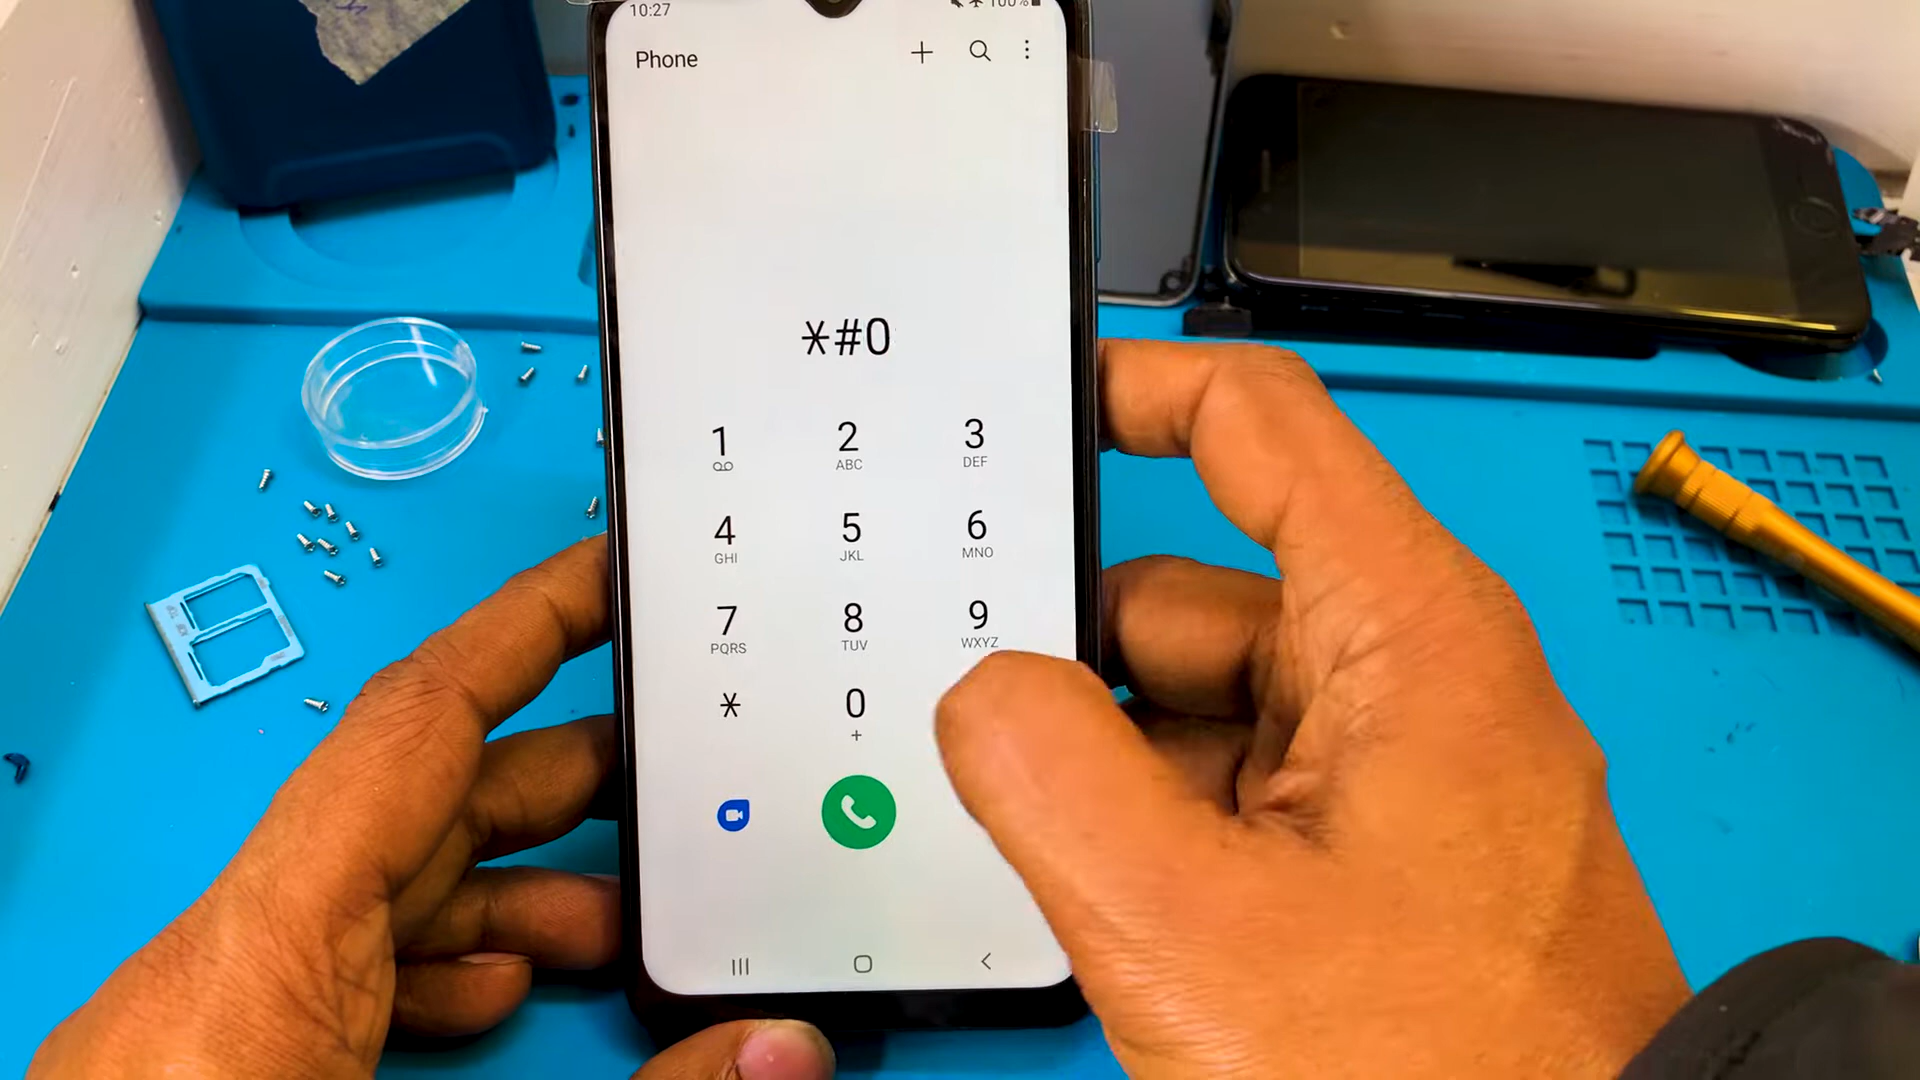 10:27 100%
Phone
*#0
1 2 3
ABC DEF
4 5 6
GHI JKL MNO
7 8 9
PQRS TUV WXYZ
* 0
+